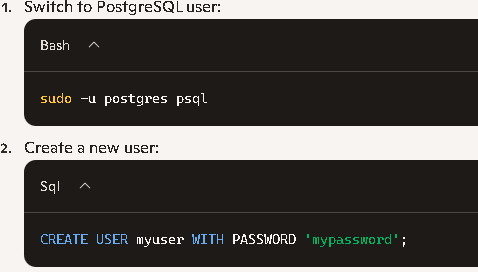 1. Switch to PostgreSQL user:
Bash
sudo -u postgres psql
2. Create a new user:
Sql
CREATE USER myuser WITH PASSWORD 'mypassword';